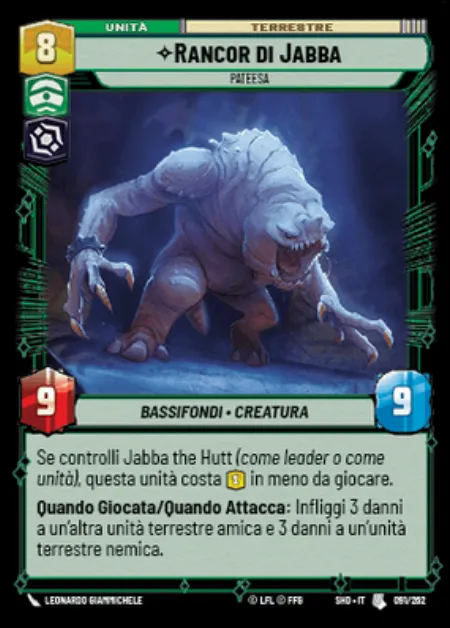 UNITÀ
TERRESTRE
8
RANCOR DI JABBA
PATEESA
9
BASSIFONDI • CREATURA
9
Se controlli Jabba the Hutt (come leader o come
unità), questa unità costa 1 in meno da giocare.
Quando Giocata/Quando Attacca: Infliggi 3 danni
a un'altra unità terrestre amica e 3 danni a un'unità
terrestre nemica.
LEONARDO GIAMMICHELE
© LFL © FFG
SHD • IT
091/262